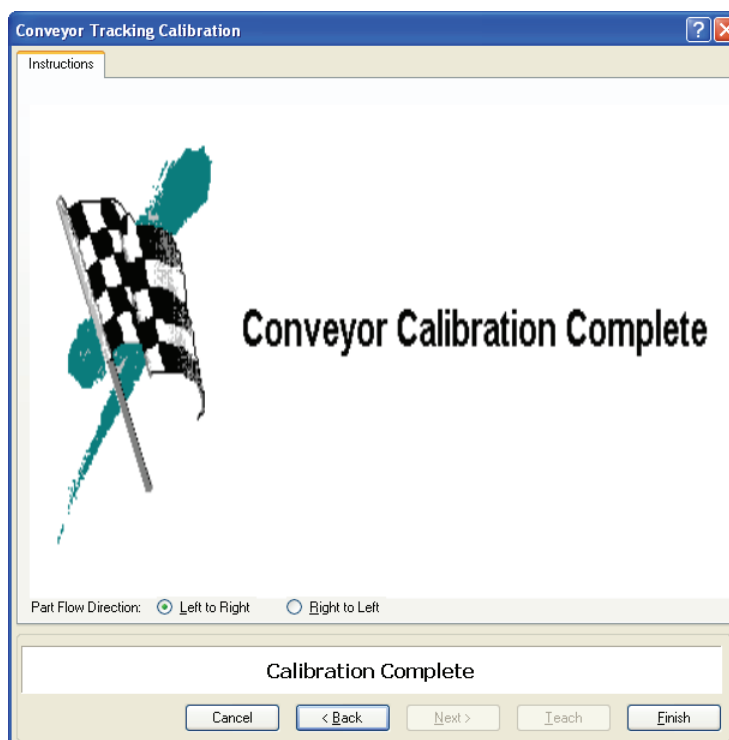 Conveyor Tracking Calibration
Instructions
Conveyor Calibration Complete
Part Flow Direction: Left to Right Right to Left
Calibration Complete
Cancel < Back Next > Teach Finish